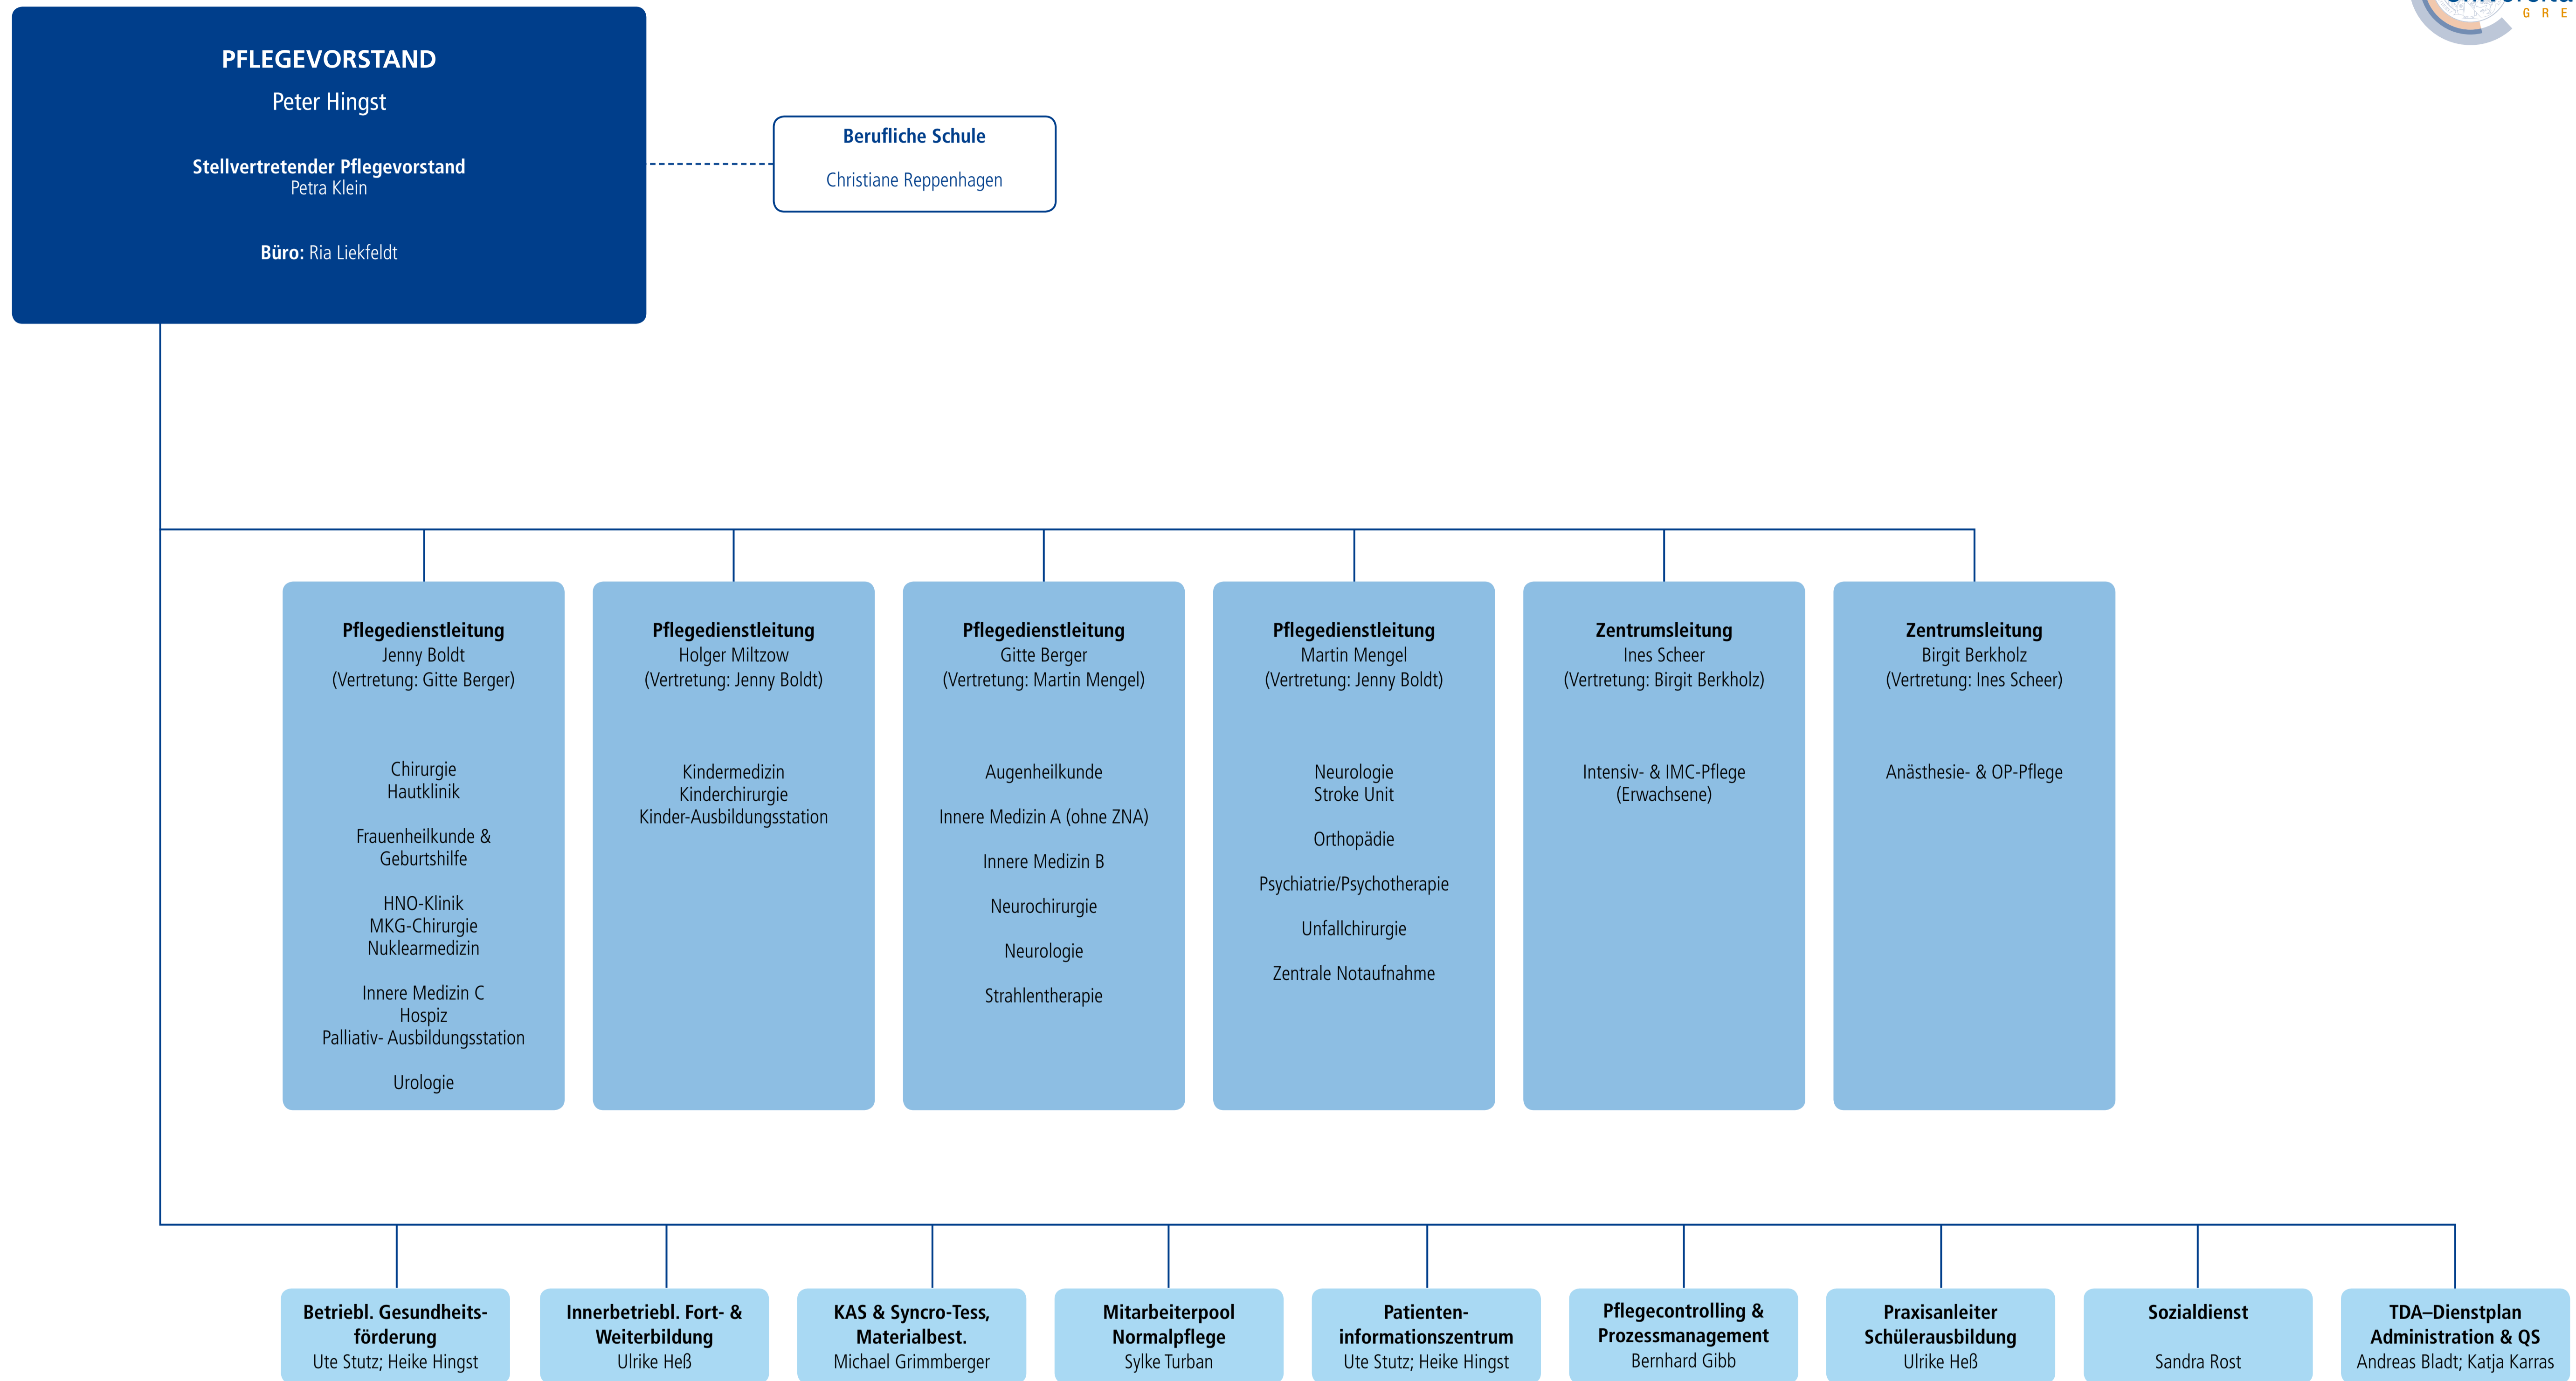 G R E
PFLEGEVORSTAND
Peter Hingst
Stellvertretender Pflegevorstand
Petra Klein
Büro: Ria Liekfeldt
Berufliche Schule
Christiane Reppenhagen
Pflegedienstleitung
Jenny Boldt
(Vertretung: Gitte Berger)
Chirurgie
Hautklinik
Frauenheilkunde &
Geburtshilfe
HNO-Klinik
MKG-Chirurgie
Nuklearmedizin
Innere Medizin C
Hospiz
Palliativ- Ausbildungsstation
Urologie
Pflegedienstleitung
Holger Miltzow
(Vertretung: Jenny Boldt)
Kindermedizin
Kinderchirurgie
Kinder-Ausbildungsstation
Pflegedienstleitung
Gitte Berger
(Vertretung: Martin Mengel)
Augenheilkunde
Innere Medizin A (ohne ZNA)
Innere Medizin B
Neurochirurgie
Neurologie
Strahlentherapie
Pflegedienstleitung
Martin Mengel
(Vertretung: Jenny Boldt)
Neurologie
Stroke Unit
Orthopädie
Psychiatrie/Psychotherapie
Unfallchirurgie
Zentrale Notaufnahme
Zentrumsleitung
Ines Scheer
(Vertretung: Birgit Berkholz)
Intensiv- & IMC-Pflege
(Erwachsene)
Zentrumsleitung
Birgit Berkholz
(Vertretung: Ines Scheer)
Anästhesie- & OP-Pflege
Betriebl. Gesundheits-
förderung
Ute Stutz; Heike Hingst
Innerbetriebl. Fort- &
Weiterbildung
Ulrike Heß
KAS & Syncro-Tess,
Materialbest.
Michael Grimmberger
Mitarbeiterpool
Normalpflege
Sylke Turban
Patienten-
informationszentrum
Ute Stutz; Heike Hingst
Pflegecontrolling &
Prozessmanagement
Bernhard Gibb
Praxisanleiter
Schülerausbildung
Ulrike Heß
Sozialdienst
Sandra Rost
TDA–Dienstplan
Administration & QS
Andreas Bladt; Katja Karras